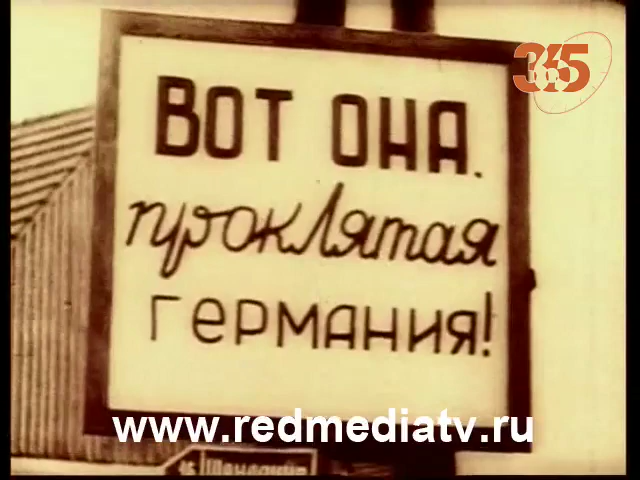 365
ВОТ ОНА,
проклятая
ГЕРМАНИЯ!
www.redmediatv.ru